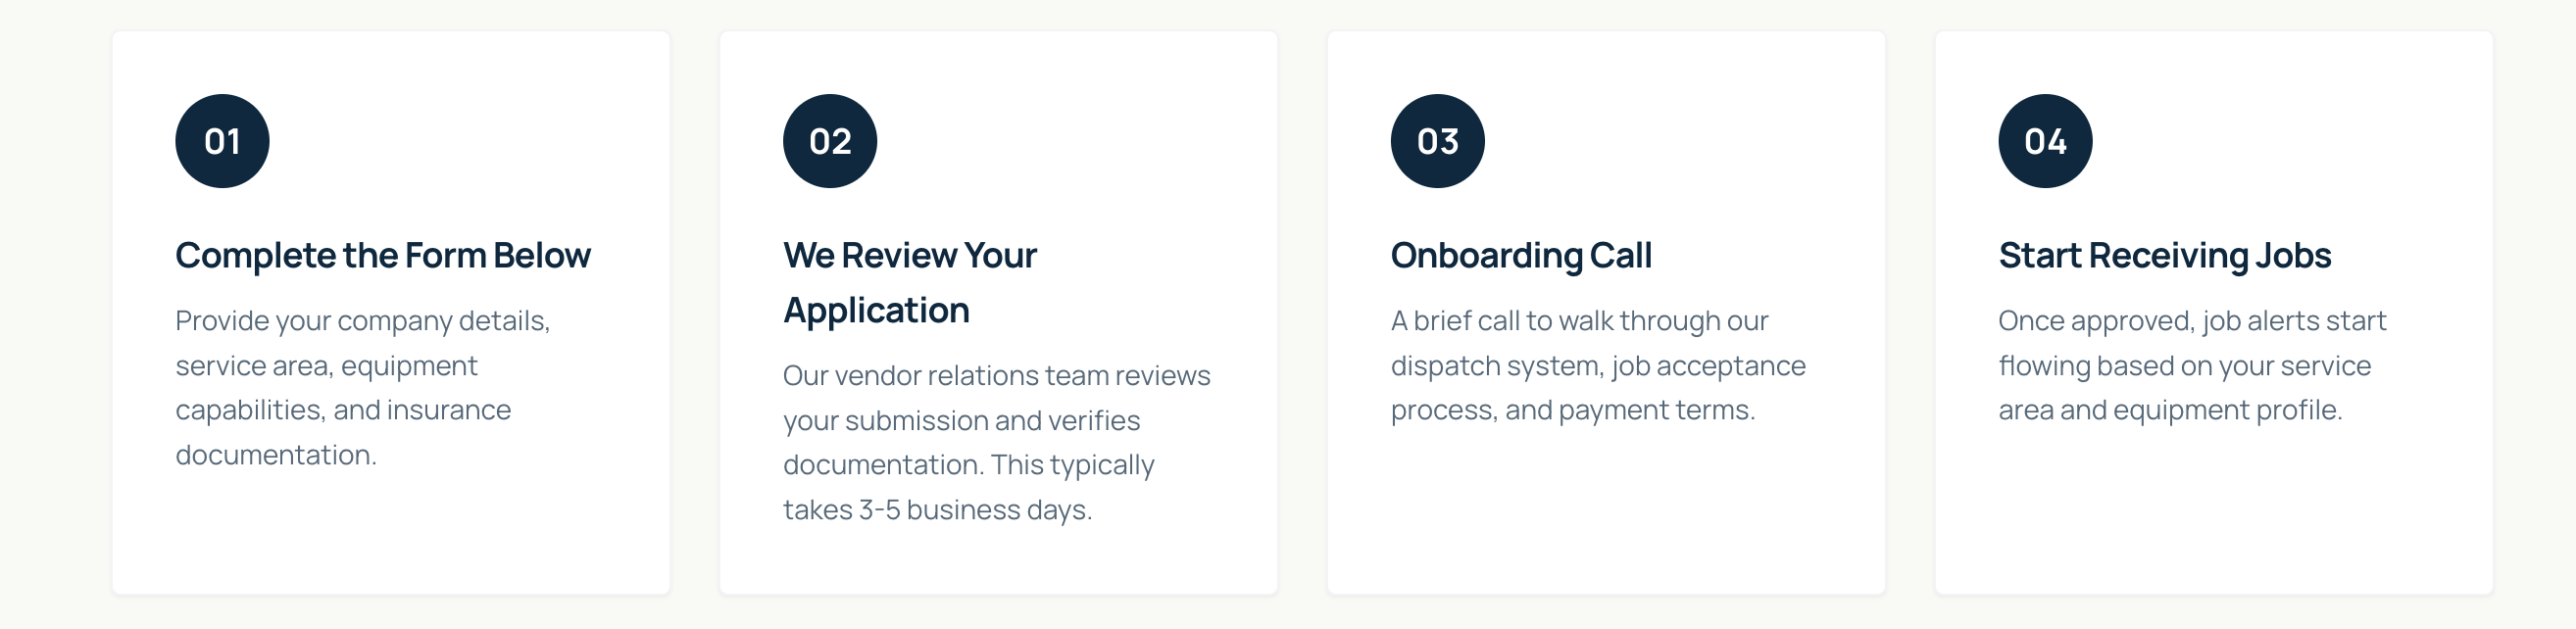 01
Complete the Form Below
Provide your company details,
service area, equipment
capabilities, and insurance
documentation.
02
We Review Your
Application
Our vendor relations team reviews
your submission and verifies
documentation. This typically
takes 3-5 business days.
03
Onboarding Call
A brief call to walk through our
dispatch system, job acceptance
process, and payment terms.
04
Start Receiving Jobs
Once approved, job alerts start
flowing based on your service
area and equipment profile.